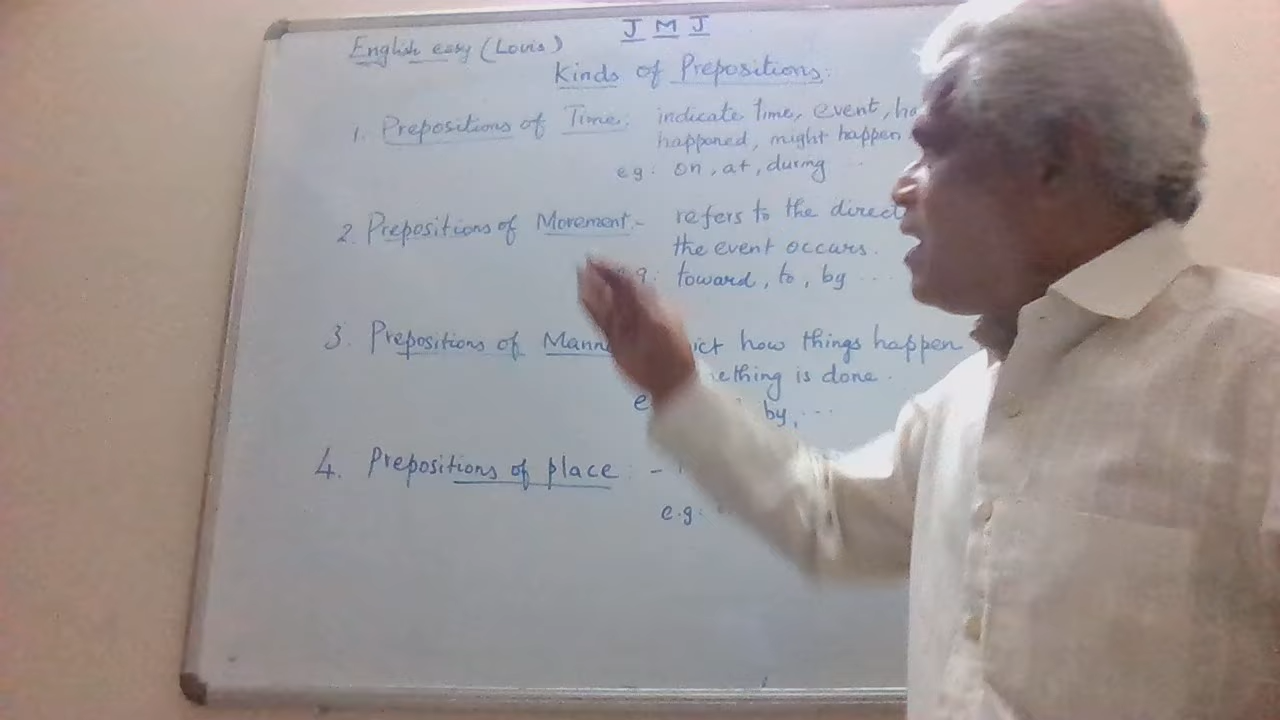 J M J
English easy (Louis)
Kinds of Prepositions:
1. Prepositions of Time: indicate time, event,
happened, might happen
eg: on, at, during ..
2. Prepositions of Movement:- refers to the
the event occurs.
toward, to, by ...
3. Prepositions of how things happen
is done.
by, ...
4. Prepositions of place: -
e.g: